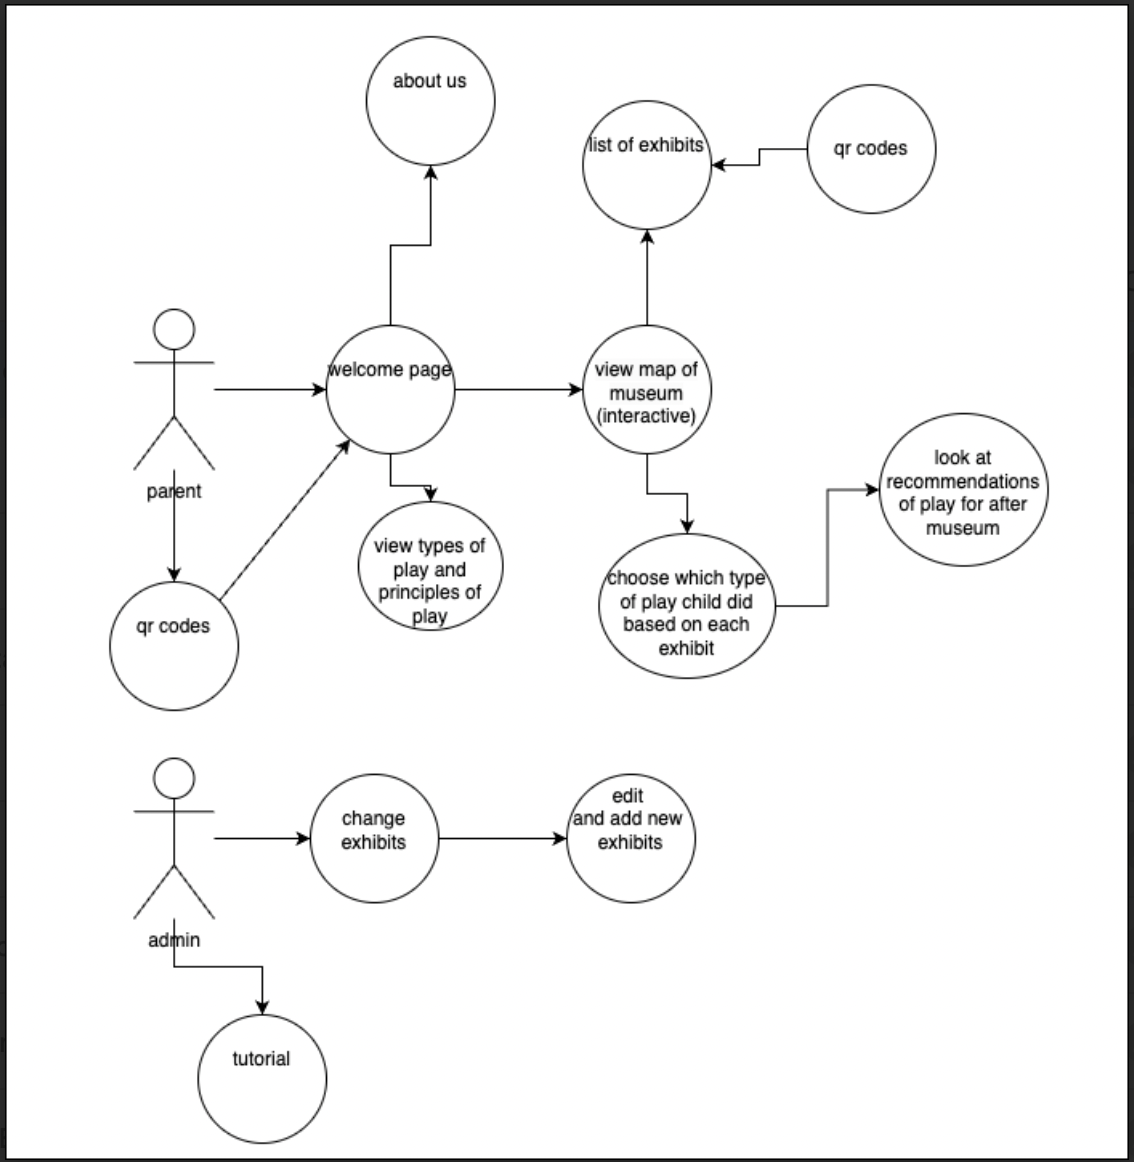 about us
list of exhibits
qr codes
welcome page
view map of
museum
(interactive)
parent
look at
recommendations
of play for after
museum
view types of
play and
principles of
play
choose which type
of play child did
based on each
exhibit
qr codes
change
exhibits
edit
and add new
exhibits
admin
tutorial